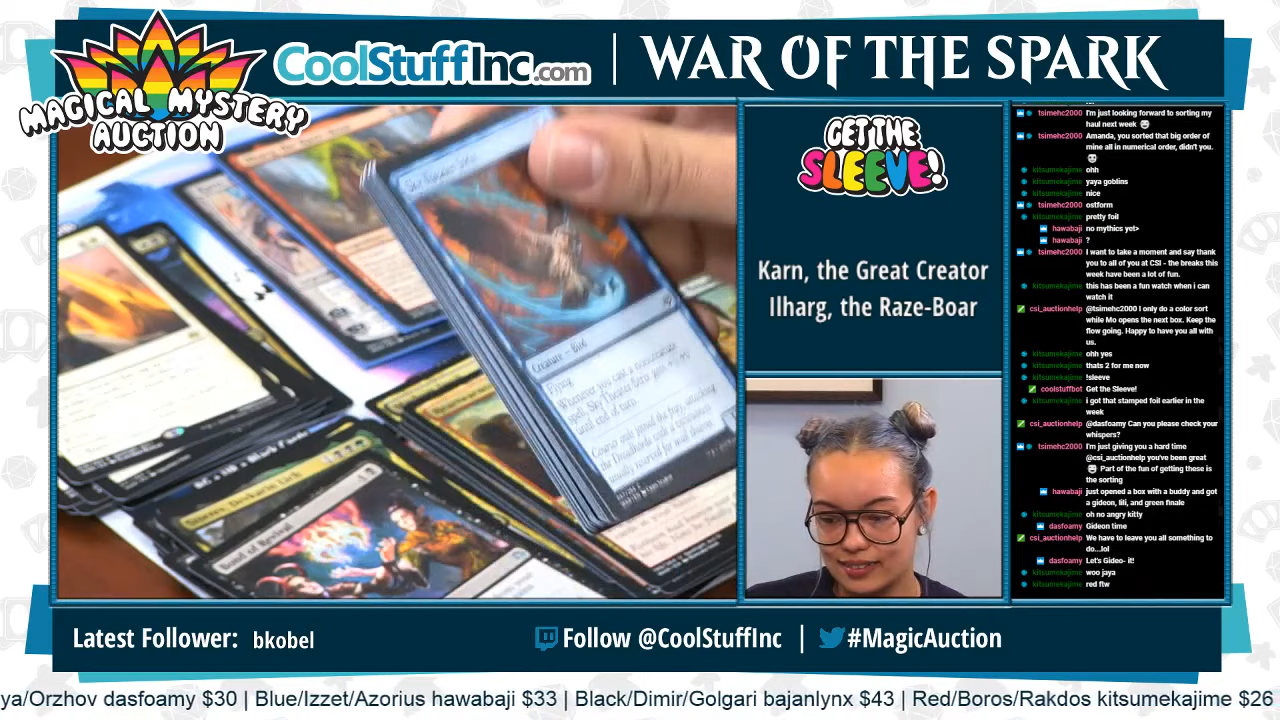 MAGICAL MYSTERY
AUCTION
CoolStuffInc.com
WAR OF THE SPARK
GET THE
SLEEVE!
Karn, the Great Creator
Ilharg, the Raze-Boar
Creature – Bird
Flying
tsimehc2000 I'm just looking forward to sorting my
haul next week
tsimehc2000 Amanda, you sorted that big order of
mine all in numerical order, didn't you.
kitsumekajime ohh
kitsumekajime yaya goblins
kitsumekajime nice
tsimehc2000 ostform
kitsumekajime pretty foil
hawabaji no mythics yet>
hawabaji ?
tsimehc2000 I want to take a moment and say thank
you to all of you at CSI - the breaks this
week have been a lot of fun.
kitsumekajime this has been a fun watch when i can
watch it
csi_auctionhelp @tsimehc2000 I only do a color sort
while Mo opens the next box. Keep the
flow going. Happy to have you all with
us.
kitsumekajime ohh yes
kitsumekajime thats 2 for me now
kitsumekajime !sleeve
coolstuffbot Get the Sleeve!
kitsumekajime i got that stamped foil earlier in the
week
csi_auctionhelp @dasfoamy Can you please check your
whispers?
tsimehc2000 I'm just giving you a hard time
@csi_auctionhelp you've been great
Part of the fun of getting these is
the sorting
hawabaji just opened a box with a buddy and got
a gideon, lili, and green finale
kitsumekajime oh no angry kitty
dasfoamy Gideon time
csi_auctionhelp We have to leave you all something to
do...lol
dasfoamy Let's Gideo- it!
kitsumekajime woo jaya
kitsumekajime red ftw
Latest Follower: bkobel
Follow @CoolStuffInc | #MagicAuction
ya/Orzhov dasfoamy $30 | Blue/Izzet/Azorius hawabaji $33 | Black/Dimir/Golgari bajanlynx $43 | Red/Boros/Rakdos kitsumekajime $26